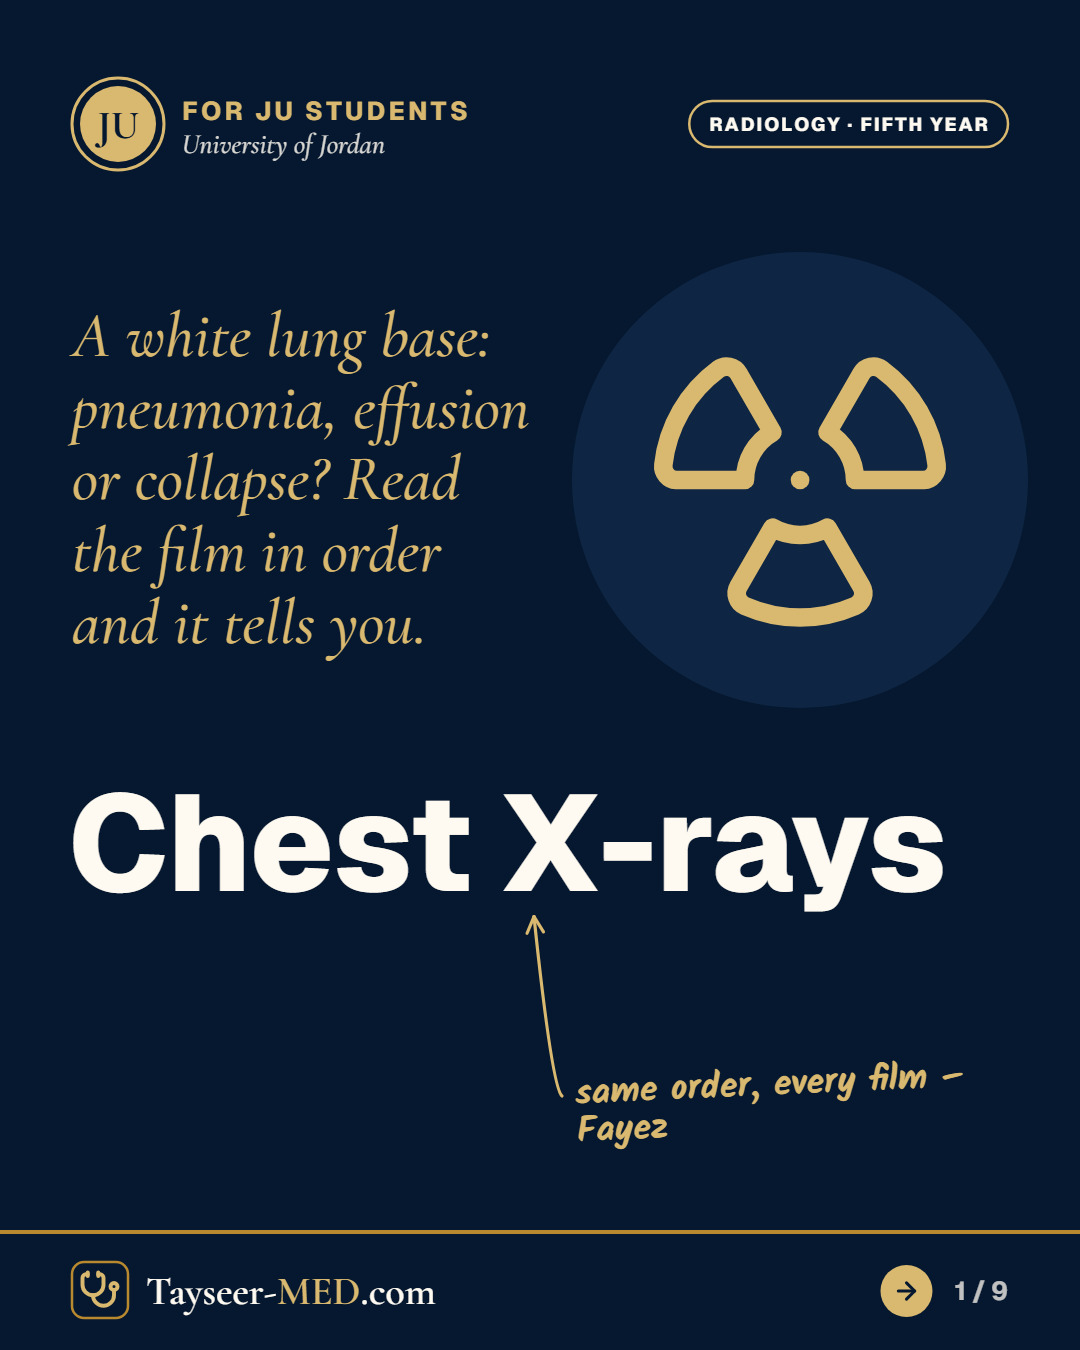 JU
FOR JU STUDENTS
University of Jordan
RADIOLOGY · FIFTH YEAR
A white lung base:
pneumonia, effusion
or collapse? Read
the film in order
and it tells you.
Chest X-rays
same order, every film –
Fayez
Tayseer-MED.com
1 / 9